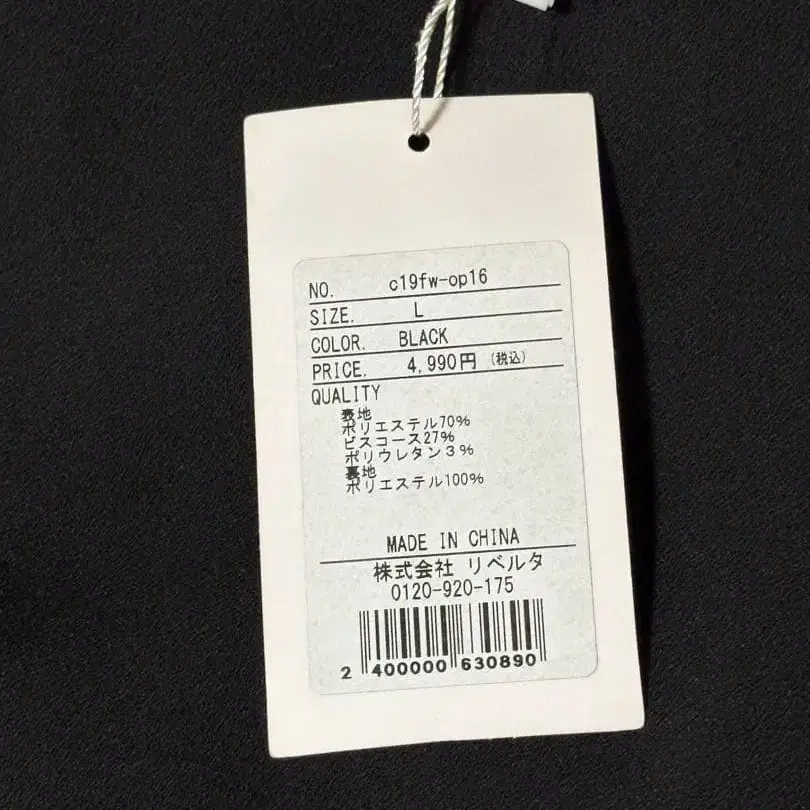 NO. c19fw-op16
SIZE. L
COLOR. BLACK
PRICE. 4,990円 (税込)
QUALITY
表地
ポリエステル70%
ビスコース27%
ポリウレタン3%
裏地
ポリエステル100%
MADE IN CHINA
株式会社 リベルタ
0120-920-175
2 400000 630890